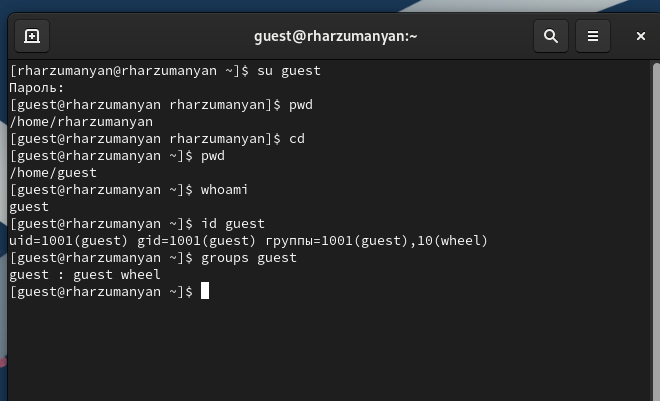 guest@rharzumanyan:~
[rharzumanyan@rharzumanyan ~]$ su guest
Пароль:
[guest@rharzumanyan rharzumanyan]$ pwd
/home/rharzumanyan
[guest@rharzumanyan rharzumanyan]$ cd
[guest@rharzumanyan ~]$ pwd
/home/guest
[guest@rharzumanyan ~]$ whoami
guest
[guest@rharzumanyan ~]$ id guest
uid=1001(guest) gid=1001(guest) группы=1001(guest),10(wheel)
[guest@rharzumanyan ~]$ groups guest
guest : guest wheel
[guest@rharzumanyan ~]$